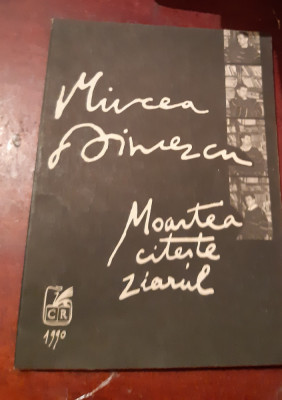 Mircea
Dinescu
Moartea
citește
ziarul
CR
1990